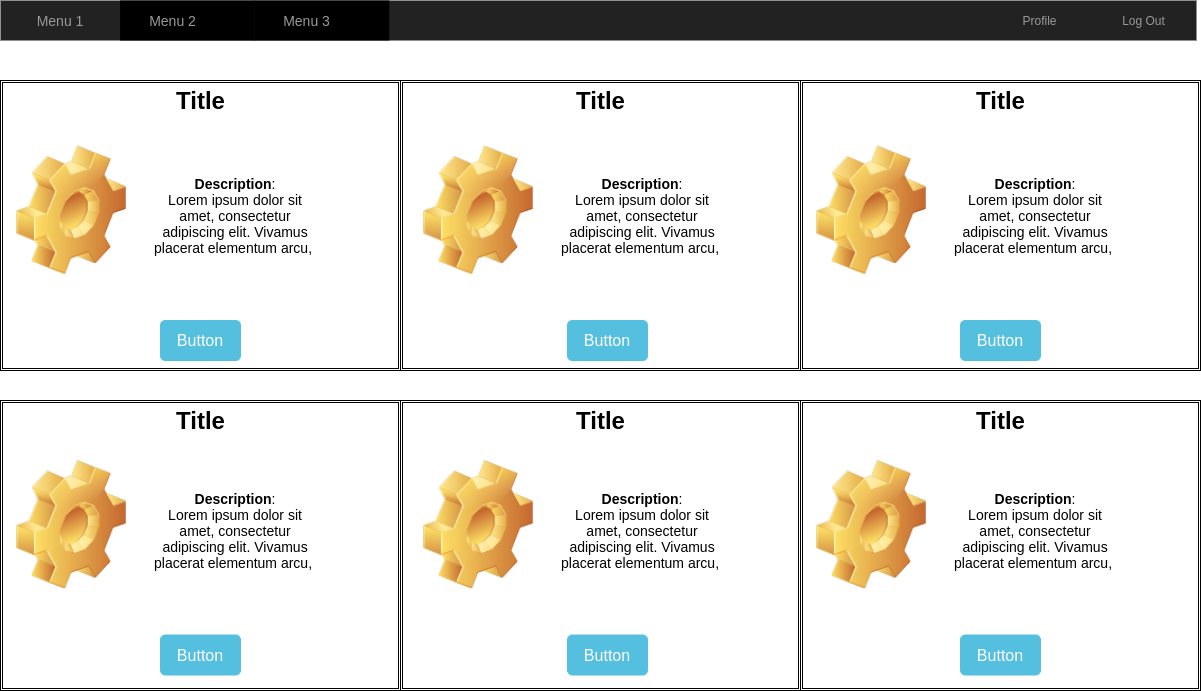 Menu 1 Menu 2 Menu 3 Profile Log Out
Title
Description:
Lorem ipsum dolor sit
amet, consectetur
adipiscing elit. Vivamus
placerat elementum arcu,
Button
Title
Description:
Lorem ipsum dolor sit
amet, consectetur
adipiscing elit. Vivamus
placerat elementum arcu,
Button
Title
Description:
Lorem ipsum dolor sit
amet, consectetur
adipiscing elit. Vivamus
placerat elementum arcu,
Button
Title
Description:
Lorem ipsum dolor sit
amet, consectetur
adipiscing elit. Vivamus
placerat elementum arcu,
Button
Title
Description:
Lorem ipsum dolor sit
amet, consectetur
adipiscing elit. Vivamus
placerat elementum arcu,
Button
Title
Description:
Lorem ipsum dolor sit
amet, consectetur
adipiscing elit. Vivamus
placerat elementum arcu,
Button